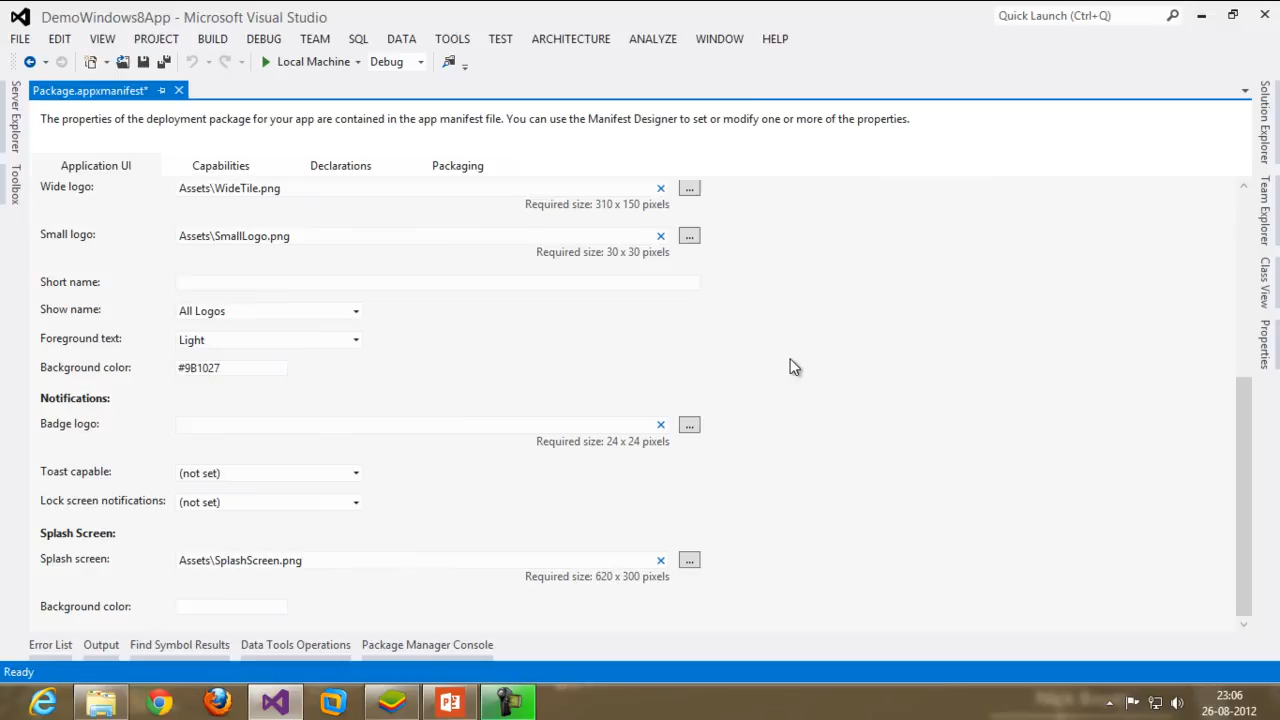 DemoWindows8App - Microsoft Visual Studio
Quick Launch (Ctrl+Q)
FILE EDIT VIEW PROJECT BUILD DEBUG TEAM SQL DATA TOOLS TEST ARCHITECTURE ANALYZE WINDOW HELP
Local Machine Debug
Package.appxmanifest*
The properties of the deployment package for your app are contained in the app manifest file. You can use the Manifest Designer to set or modify one or more of the properties.
Application UI Capabilities Declarations Packaging
Wide logo: Assets\WideTile.png ...
Required size: 310 x 150 pixels
Small logo: Assets\SmallLogo.png ...
Required size: 30 x 30 pixels
Short name:
Show name: All Logos
Foreground text: Light
Background color: #9B1027
Notifications:
Badge logo: ...
Required size: 24 x 24 pixels
Toast capable: (not set)
Lock screen notifications: (not set)
Splash Screen:
Splash screen: Assets\SplashScreen.png ...
Required size: 620 x 300 pixels
Background color:
Server Explorer
Toolbox
Solution Explorer
Team Explorer
Class View
Properties
Error List Output Find Symbol Results Data Tools Operations Package Manager Console
Ready
23:06
26-08-2012